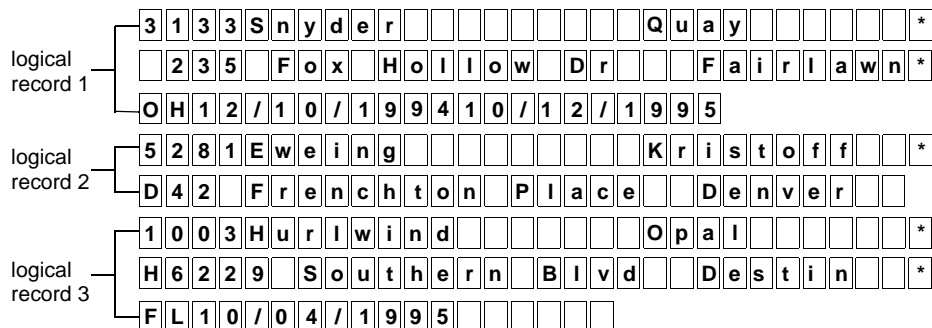 logical record 1
3133Snyder Quay *
235 Fox Hollow Dr Fairlawn*
OH12/10/199410/12/1995
logical record 2
5281Eweing Kristoff *
D42 Frenchton Place Denver
logical record 3
1003Hurlwind Opal *
H6229 Southern Blvd Destin *
FL10/04/1995